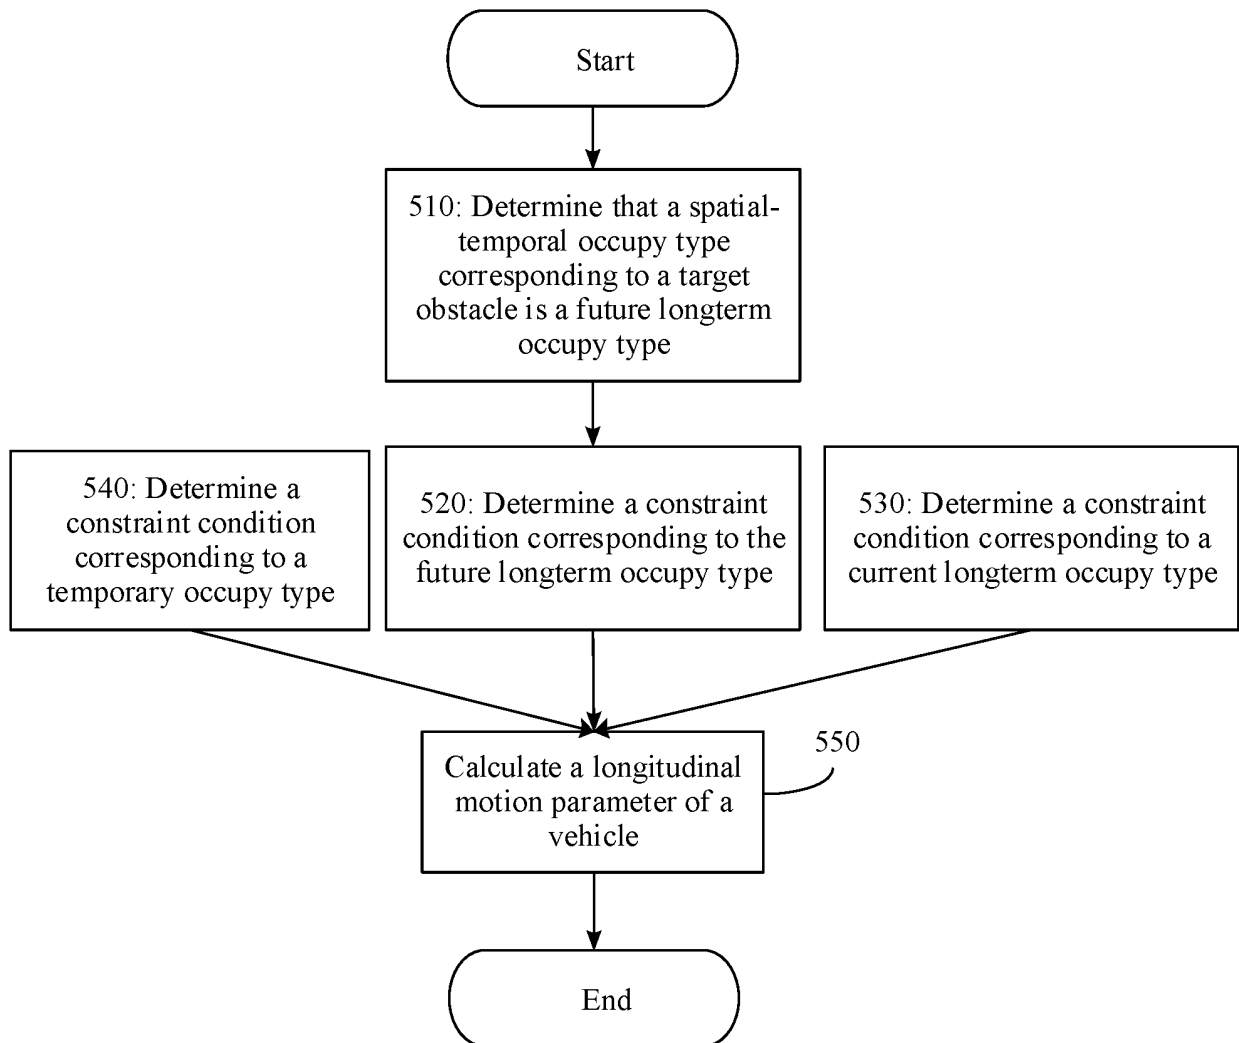 Start
510: Determine that a spatial-
temporal occupy type
corresponding to a target
obstacle is a future longterm
occupy type
540: Determine a
constraint condition
corresponding to a
temporary occupy type
520: Determine a constraint
condition corresponding to the
future longterm occupy type
530: Determine a constraint
condition corresponding to a
current longterm occupy type
550
Calculate a longitudinal
motion parameter of a
vehicle
End